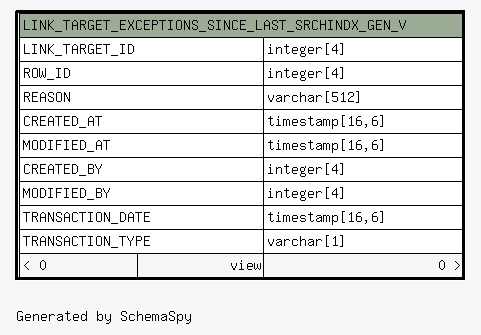 LINK_TARGET_EXCEPTIONS_SINCE_LAST_SRCHINDX_GEN_V
LINK_TARGET_ID integer[4]
ROW_ID integer[4]
REASON varchar[512]
CREATED_AT timestamp[16,6]
MODIFIED_AT timestamp[16,6]
CREATED_BY integer[4]
MODIFIED_BY integer[4]
TRANSACTION_DATE timestamp[16,6]
TRANSACTION_TYPE varchar[1]
< 0 view 0 >
Generated by SchemaSpy